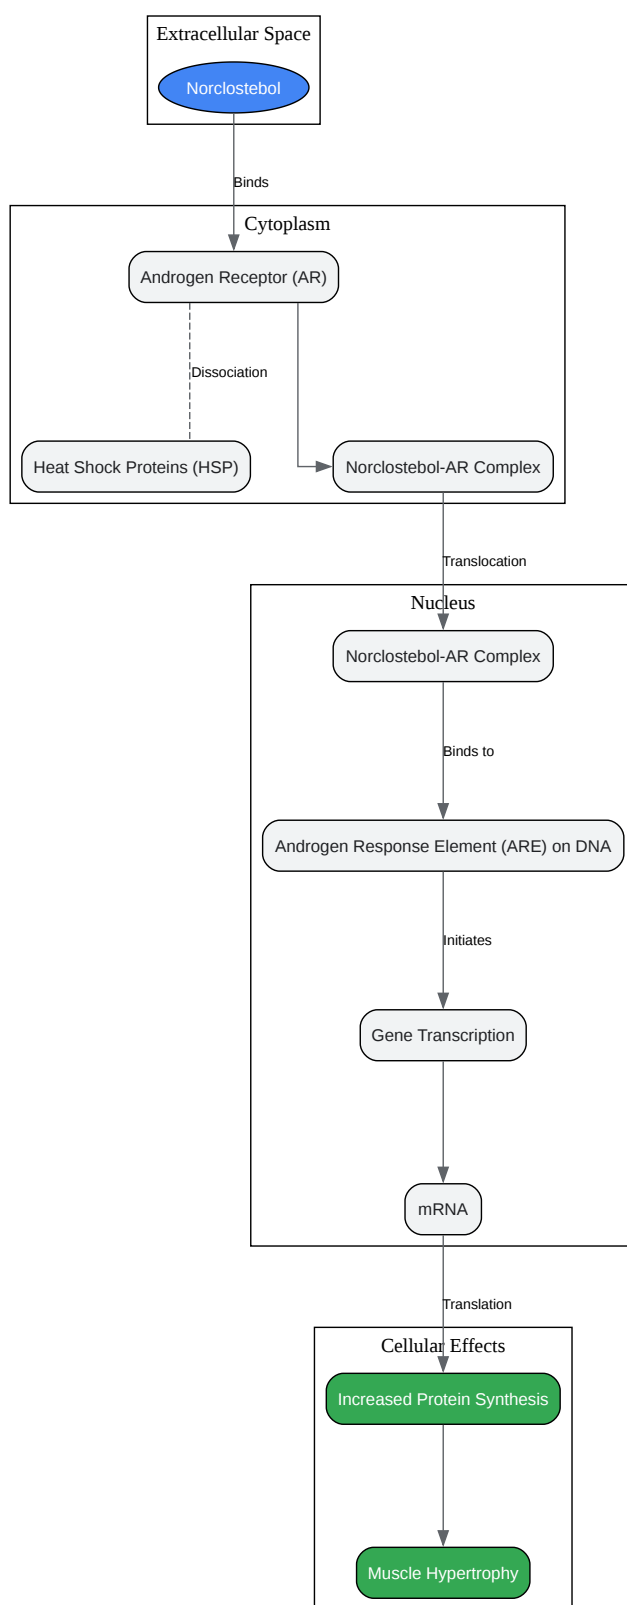 Extracellular Space
Norclostebol
Binds
Cytoplasm
Androgen Receptor (AR)
Dissociation
Heat Shock Proteins (HSP)
Norclostebol-AR Complex
Translocation
Nucleus
Norclostebol-AR Complex
Binds to
Androgen Response Element (ARE) on DNA
Initiates
Gene Transcription
mRNA
Translation
Cellular Effects
Increased Protein Synthesis
Muscle Hypertrophy